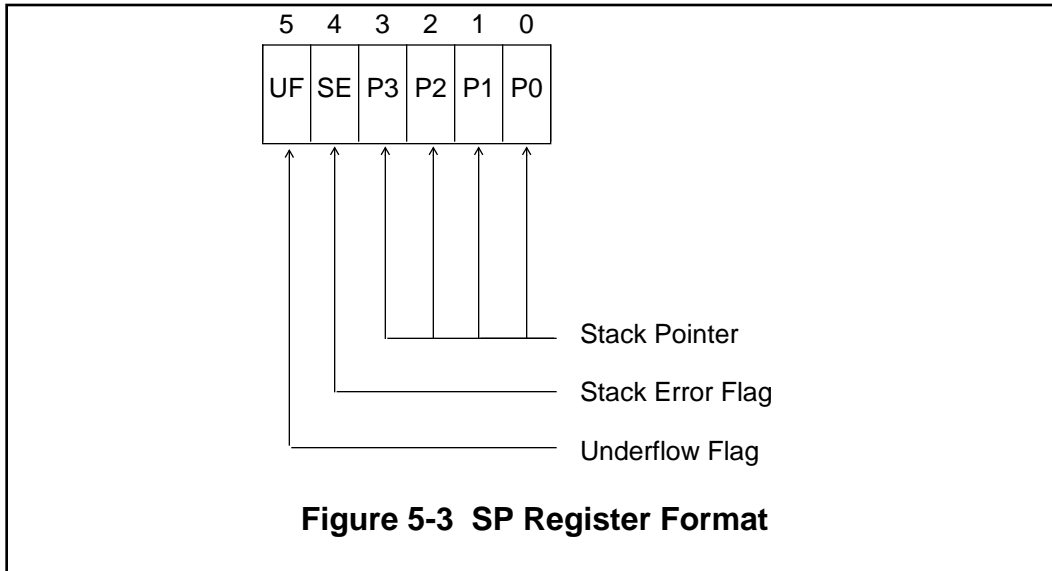 5 4 3 2 1 0
UF SE P3 P2 P1 P0
Stack Pointer
Stack Error Flag
Underflow Flag
Figure 5-3 SP Register Format